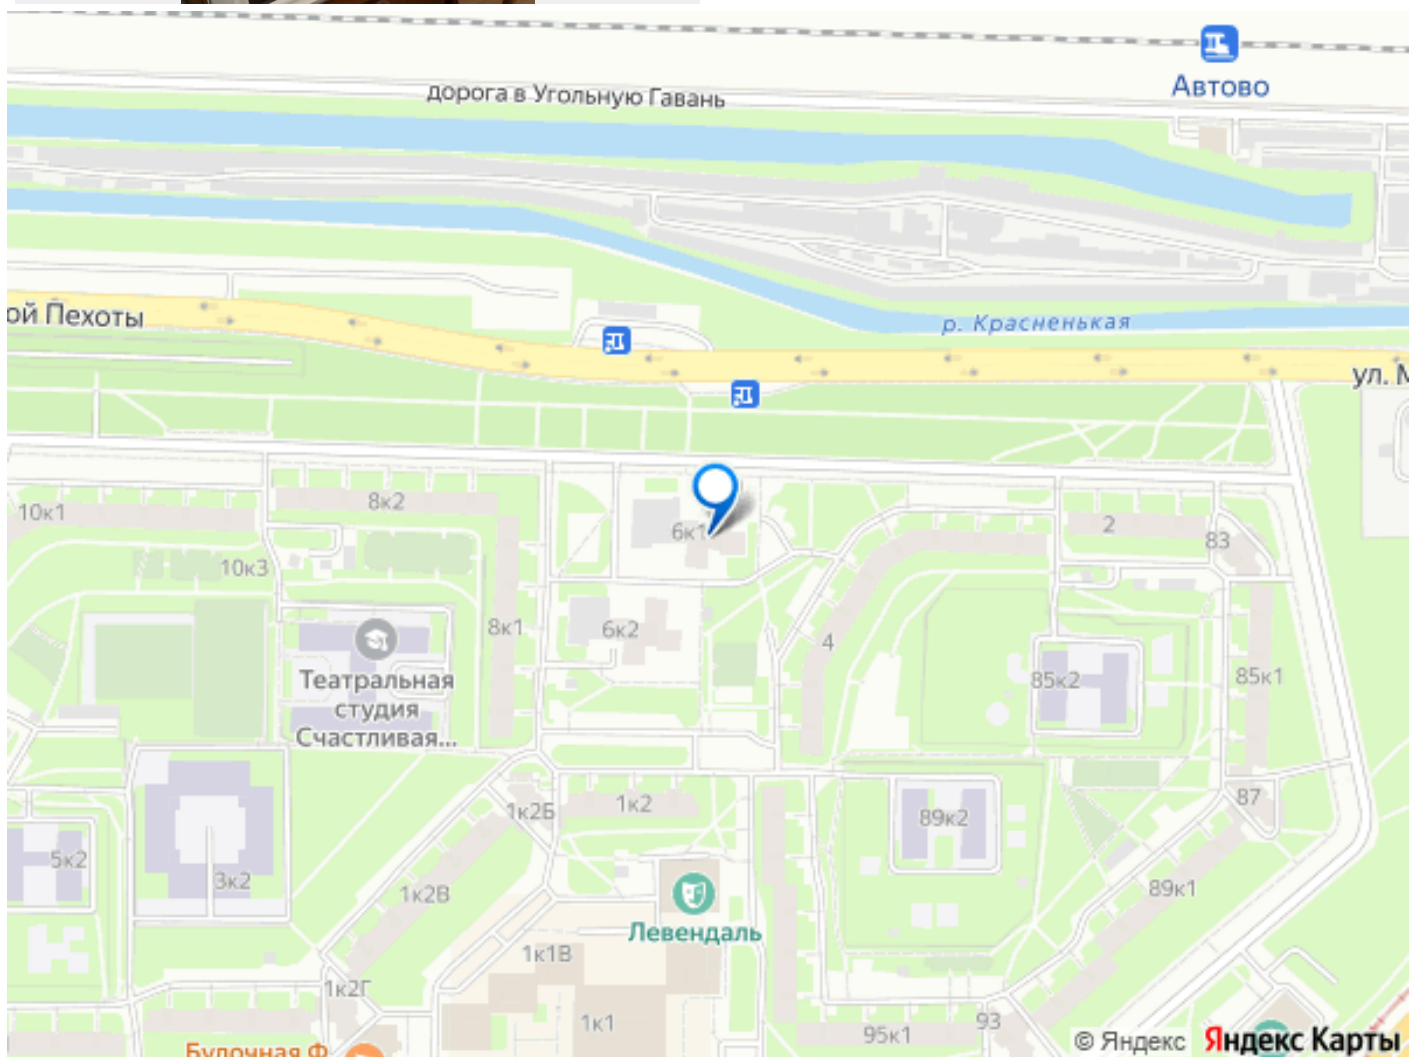 Автово
дорога в Угольную Гавань
ой Пехоты
р. Красненькая
ул. М
10к1
8к2
6к1
2
83
10к3
8к1
6к2
4
85к2
85к1
Театральная
студия
Счастливая...
1к2Б
1к2
89к2
87
5к2
3к2
1к2В
89к1
Левендаль
1к1В
1к2Г
1к1
95к1
93
Булочная Ф
© Яндекс Яндекс Карты